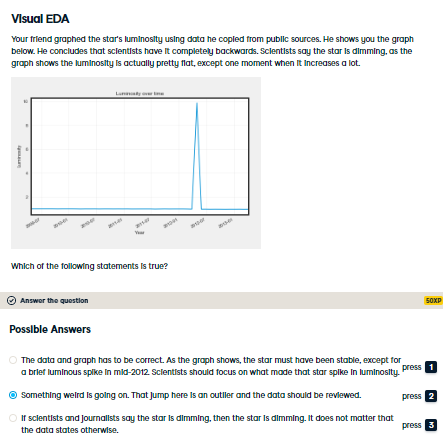 Visual EDA
Your friend graphed the star's luminosity using data he copied from public sources. He shows you the graph
below. He concludes that scientists have it completely backwards. Scientists say the star is dimming, as the
graph shows the luminosity is actually pretty flat, except one moment when it increases a lot.
Luminosity over time
10
8
6
4
2
Luminosity
Year
Which of the following statements is true?
Answer the question
50XP
Possible Answers
The data and graph has to be correct. As the graph shows, the star must have been stable, except for
a brief luminous spike in mid-2012. Scientists should focus on what made that star spike in luminosity.
press 1
Something weird is going on. That jump here is an outlier and the data should be reviewed.
press 2
If scientists and journalists say the star is dimming, then the star is dimming. It does not matter that
the data states otherwise.
press 3